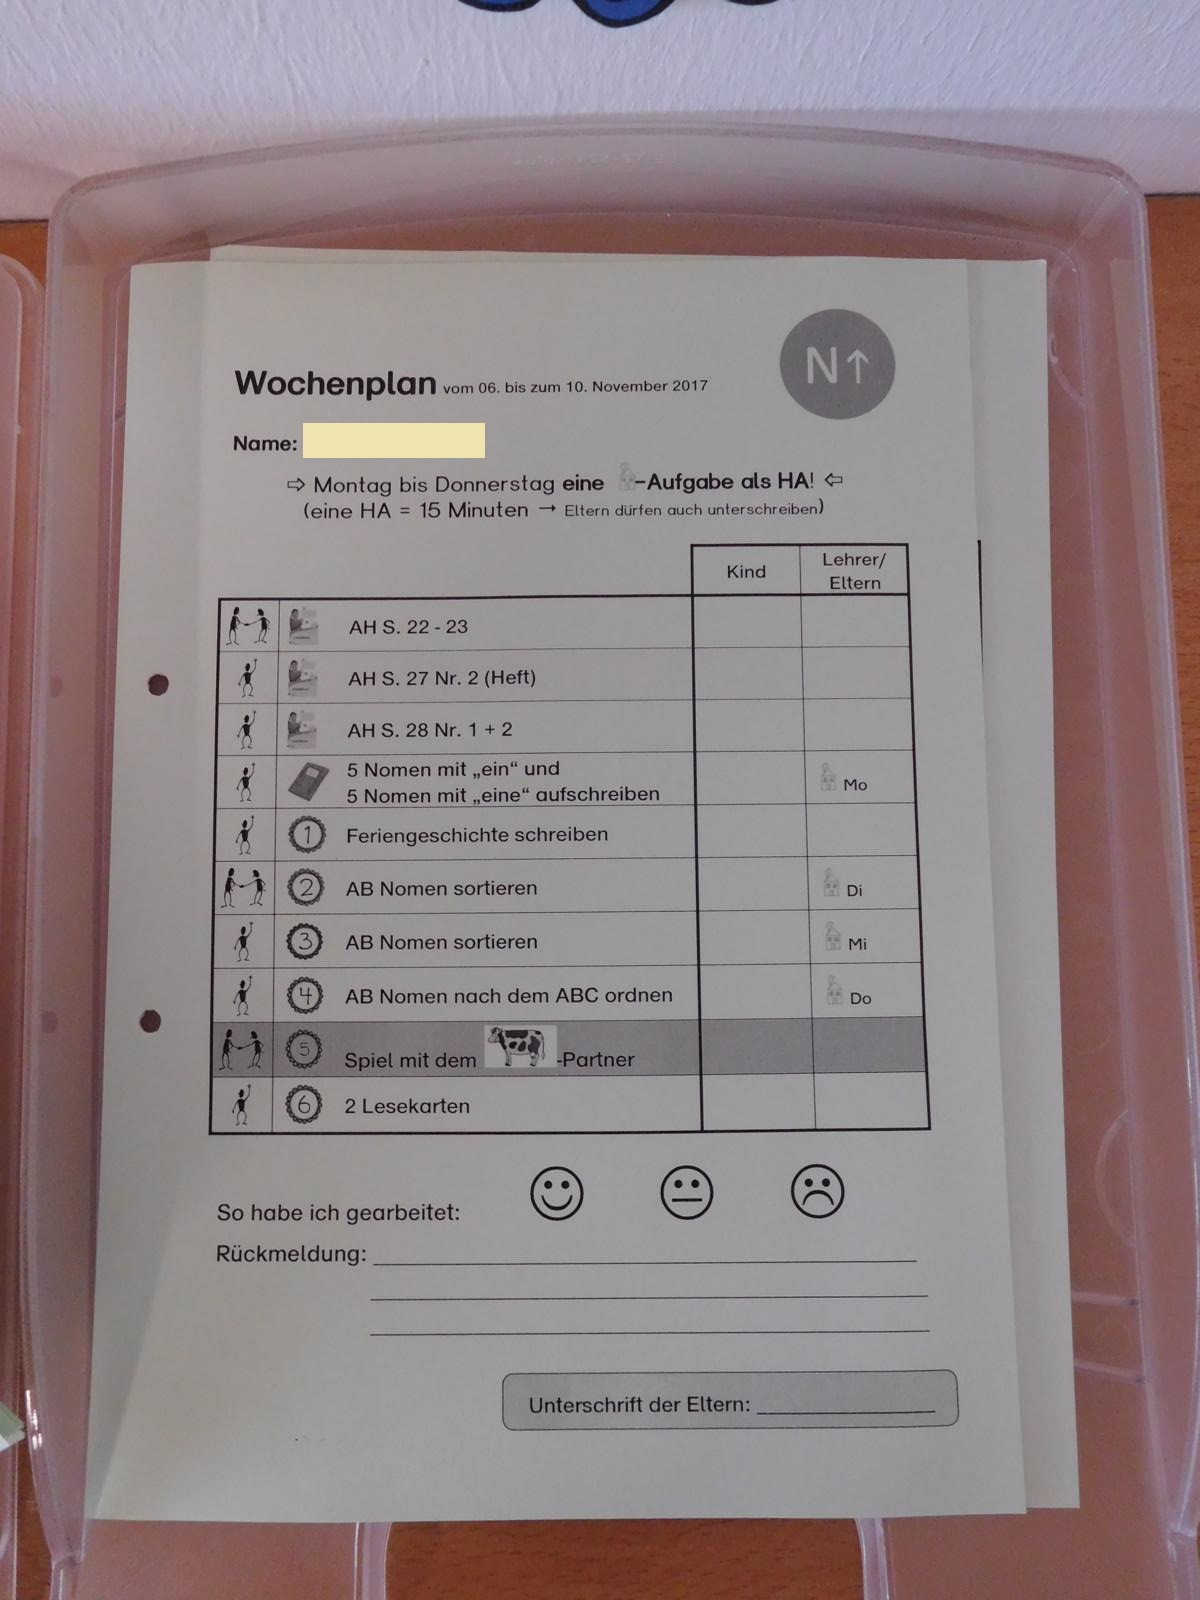 N↑
Wochenplan vom 06. bis zum 10. November 2017
Name:
⇨ Montag bis Donnerstag eine -Aufgabe als HA! ⇦
(eine HA = 15 Minuten → Eltern dürfen auch unterschreiben)
Kind
Lehrer/
Eltern
AH S. 22 - 23
AH S. 27 Nr. 2 (Heft)
AH S. 28 Nr. 1 + 2
5 Nomen mit „ein“ und
5 Nomen mit „eine“ aufschreiben
Mo
1 Feriengeschichte schreiben
2 AB Nomen sortieren Di
3 AB Nomen sortieren Mi
4 AB Nomen nach dem ABC ordnen Do
5 Spiel mit dem -Partner
6 2 Lesekarten
So habe ich gearbeitet:
Rückmeldung:
Unterschrift der Eltern: